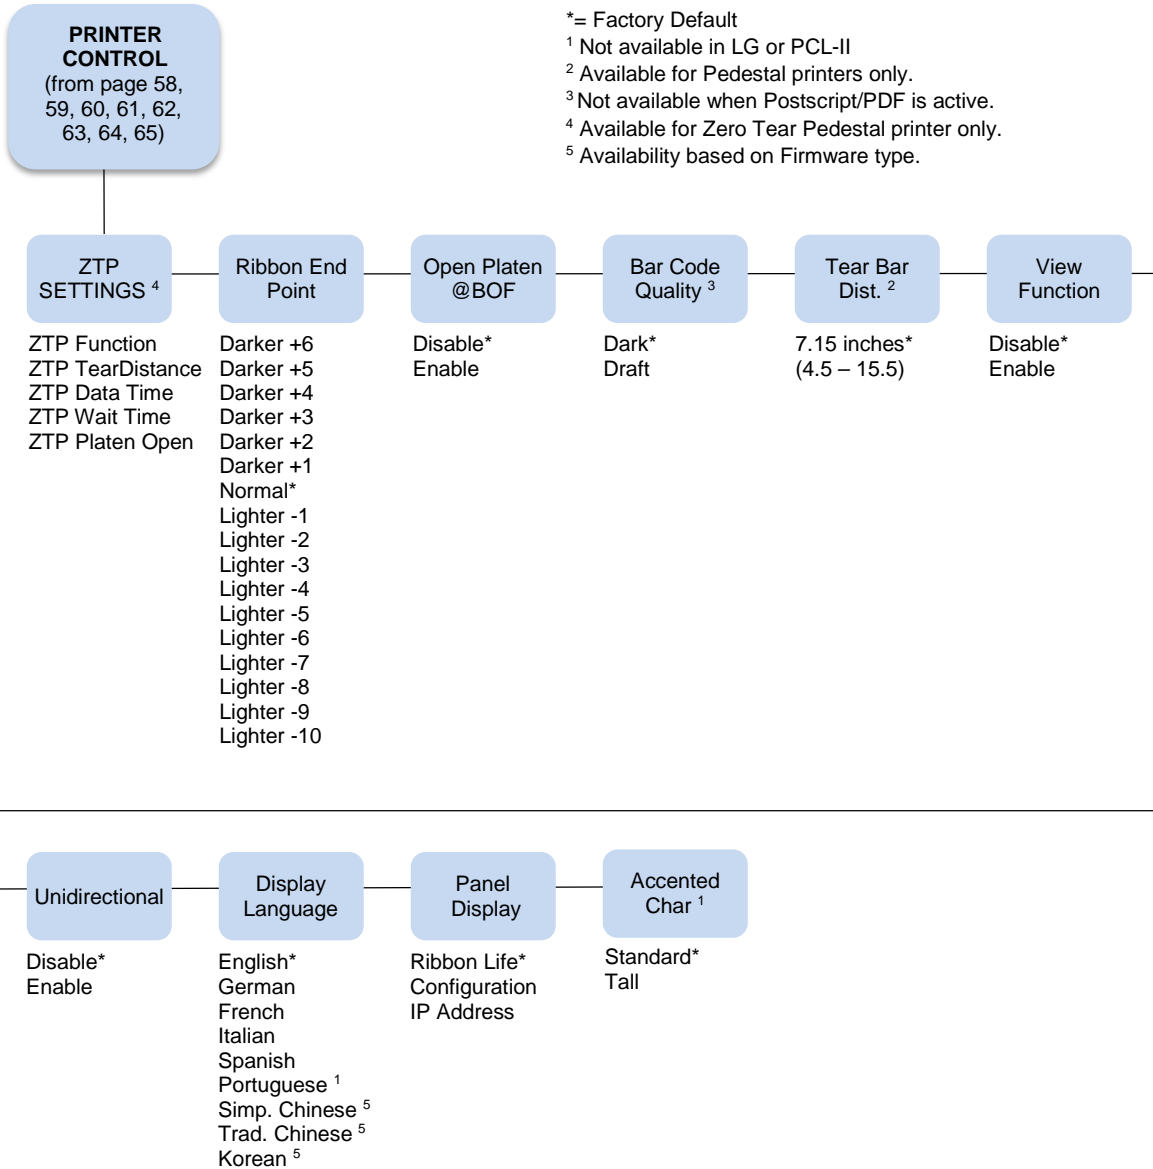 PRINTER
CONTROL
(from page 58,
59, 60, 61, 62,
63, 64, 65)
*= Factory Default
¹ Not available in LG or PCL-II
² Available for Pedestal printers only.
³ Not available when Postscript/PDF is active.
⁴ Available for Zero Tear Pedestal printer only.
⁵ Availability based on Firmware type.
ZTP
SETTINGS ⁴
ZTP Function
ZTP TearDistance
ZTP Data Time
ZTP Wait Time
ZTP Platen Open
Ribbon End
Point
Darker +6
Darker +5
Darker +4
Darker +3
Darker +2
Darker +1
Normal*
Lighter -1
Lighter -2
Lighter -3
Lighter -4
Lighter -5
Lighter -6
Lighter -7
Lighter -8
Lighter -9
Lighter -10
Open Platen
@BOF
Disable*
Enable
Bar Code
Quality ³
Dark*
Draft
Tear Bar
Dist. ²
7.15 inches*
(4.5 – 15.5)
View
Function
Disable*
Enable
Unidirectional
Disable*
Enable
Display
Language
English*
German
French
Italian
Spanish
Portuguese ¹
Simp. Chinese ⁵
Trad. Chinese ⁵
Korean ⁵
Panel
Display
Ribbon Life*
Configuration
IP Address
Accented
Char ¹
Standard*
Tall